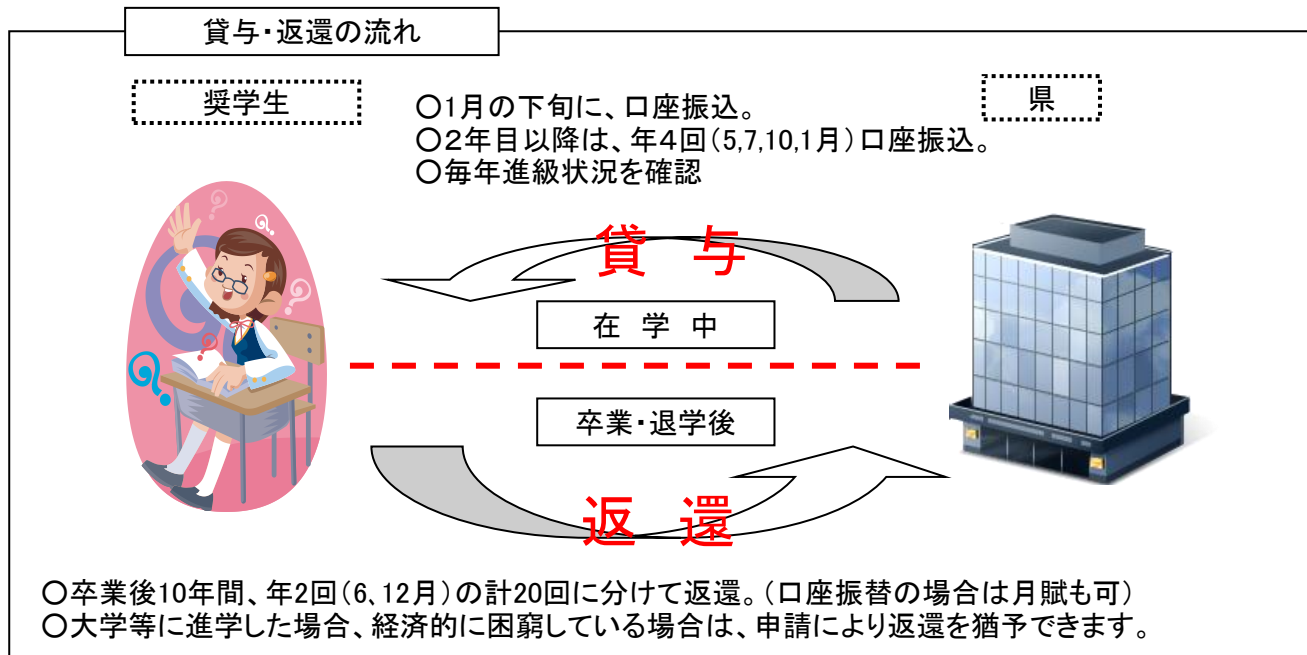 貸与・返還の流れ
奨学生
〇1月の下旬に、口座振込。
〇2年目以降は、年4回(5,7,10,1月)口座振込。
〇毎年進級状況を確認
県
貸 与
在 学 中
卒業・退学後
返 還
〇卒業後10年間、年2回(6、12月)の計20回に分けて返還。(口座振替の場合は月賦も可)
〇大学等に進学した場合、経済的に困窮している場合は、申請により返還を猶予できます。